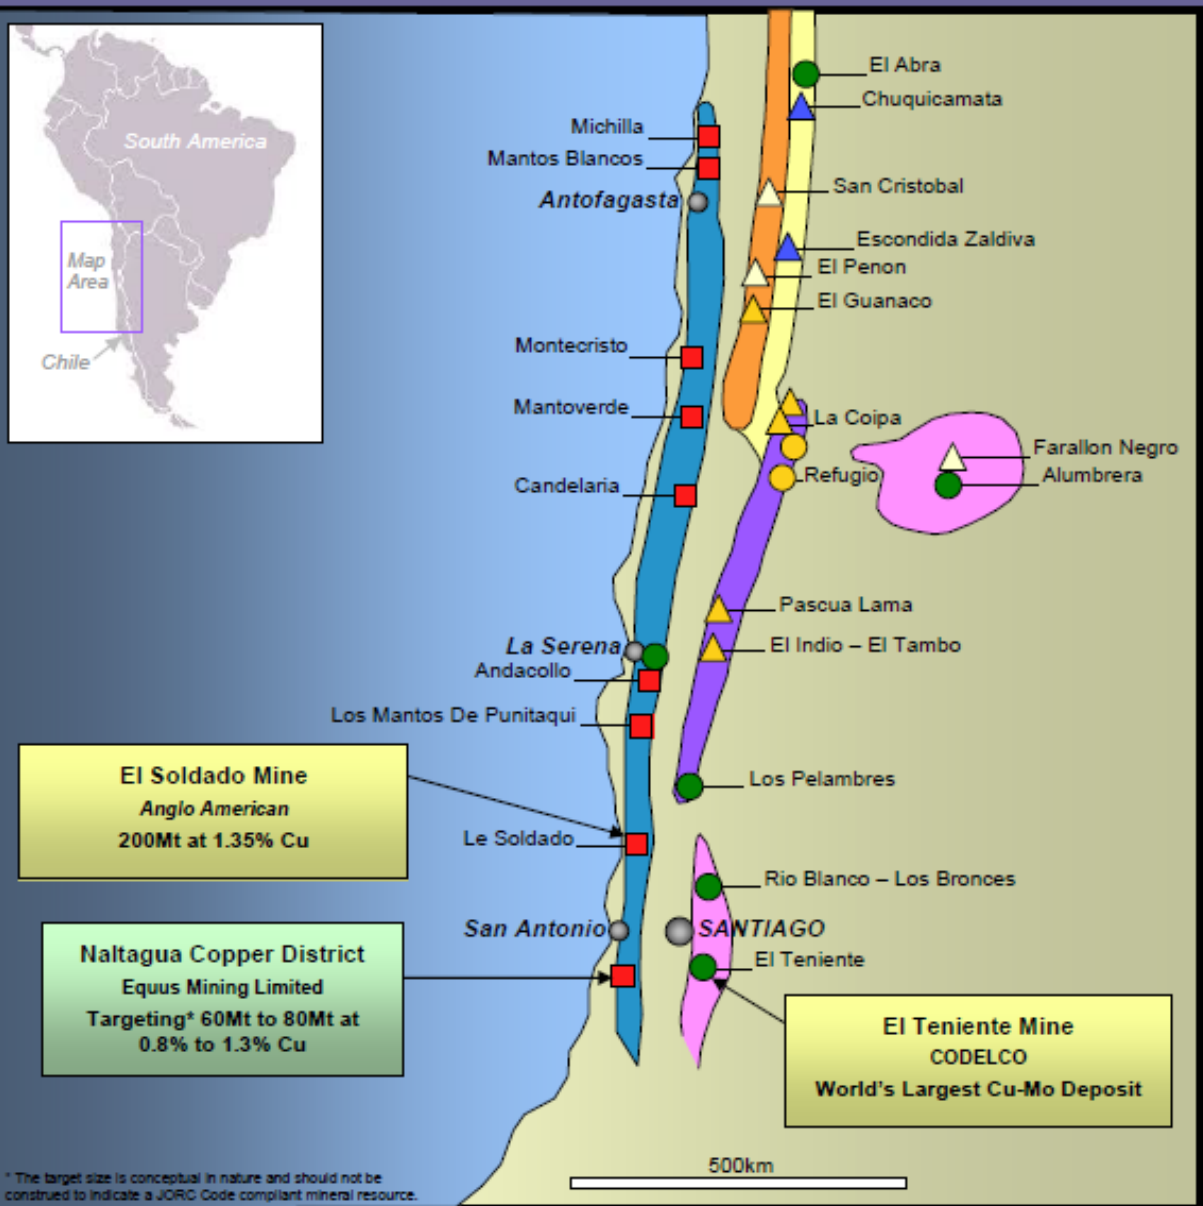 South America
Map
Area
Chile
El Abra
Chuquicamata
Michilla
Mantos Blancos
San Cristobal
Antofagasta
Escondida Zaldiva
El Penon
El Guanaco
Montecristo
Mantoverde
La Coipa
Farallon Negro
Refugio
Alumbrera
Candelaria
Pascua Lama
La Serena
El Indio – El Tambo
Andacollo
Los Mantos De Punitaqui
El Soldado Mine
Anglo American
200Mt at 1.35% Cu
Los Pelambres
Le Soldado
Rio Blanco – Los Bronces
San Antonio
SANTIAGO
El Teniente
Naltagua Copper District
Equus Mining Limited
Targeting* 60Mt to 80Mt at
0.8% to 1.3% Cu
El Teniente Mine
CODELCO
World's Largest Cu-Mo Deposit
500km
* The target size is conceptual in nature and should not be
construed to indicate a JORC Code compliant mineral resource.